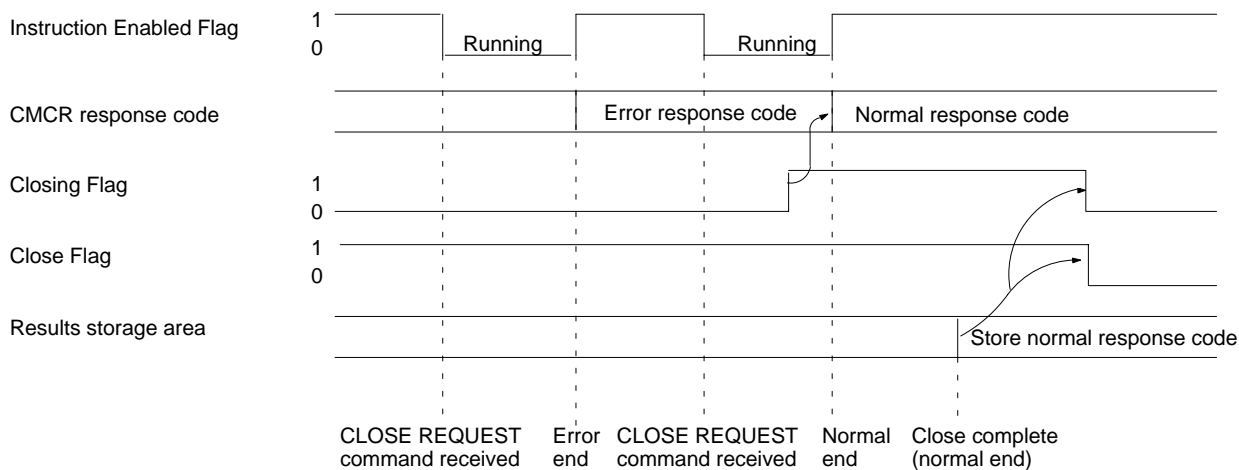 Instruction Enabled Flag
1
0
Running
Running
CMCR response code
Error response code
Normal response code
Closing Flag
1
0
Close Flag
1
0
Results storage area
Store normal response code
CLOSE REQUEST
command received
Error
end
CLOSE REQUEST
command received
Normal
end
Close complete
(normal end)